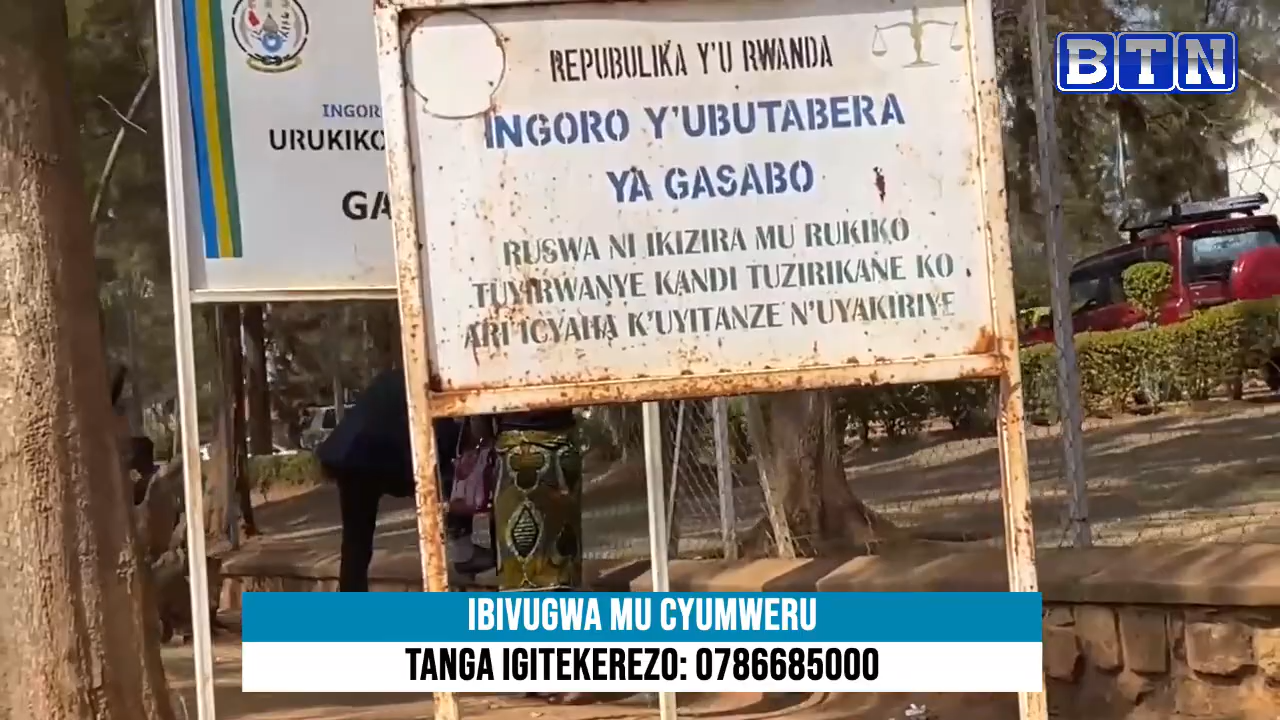 BTN
INGOR
URUKIKO
GA
REPUBULIKA Y'U RWANDA
INGORO Y'UBUTABERA
YA GASABO
RUSWA NI IKIZIRA MU RUKIKO
TUYIRWANYE KANDI TUZIRIKANE KO
ARI ICYAHA K'UYITANZE N'UYAKIRIYE
IBIVUGWA MU CYUMWERU
TANGA IGITEKEREZO: 0786685000